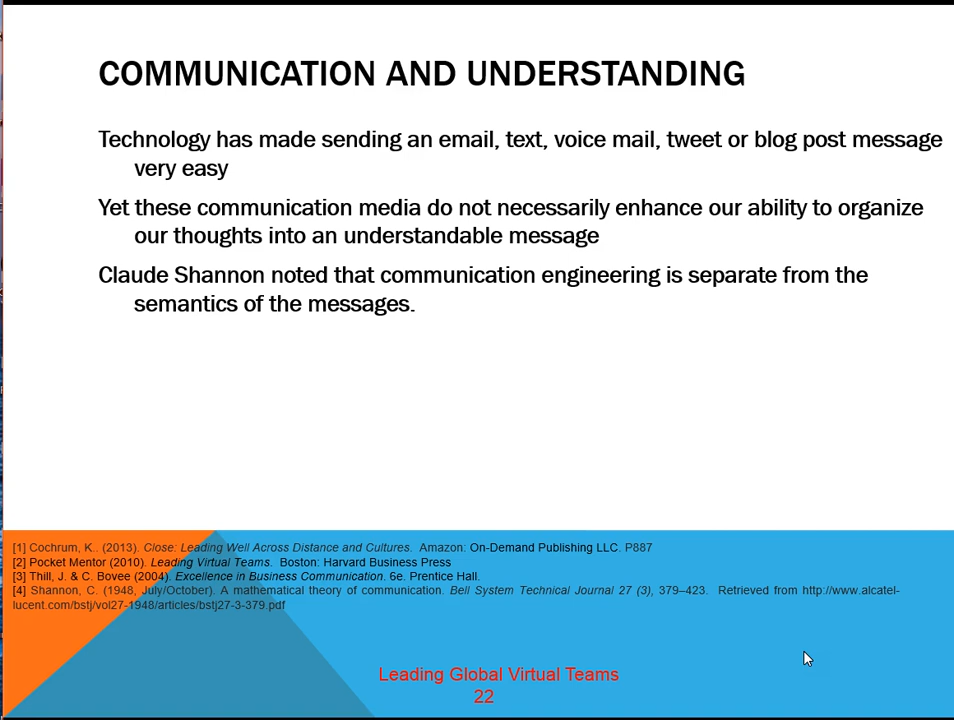 COMMUNICATION AND UNDERSTANDING
Technology has made sending an email, text, voice mail, tweet or blog post message
very easy
Yet these communication media do not necessarily enhance our ability to organize
our thoughts into an understandable message
Claude Shannon noted that communication engineering is separate from the
semantics of the messages.
[1] Cochrum, K.. (2013). Close: Leading Well Across Distance and Cultures. Amazon: On-Demand Publishing LLC. P887
[2] Pocket Mentor (2010). Leading Virtual Teams. Boston: Harvard Business Press
[3] Thill, J. & C. Bovee (2004). Excellence in Business Communication. 6e. Prentice Hall.
[4] Shannon, C. (1948, July/October). A mathematical theory of communication. Bell System Technical Journal 27 (3), 379–423. Retrieved from http://www.alcatel-
lucent.com/bstj/vol27-1948/articles/bstj27-3-379.pdf
Leading Global Virtual Teams
22